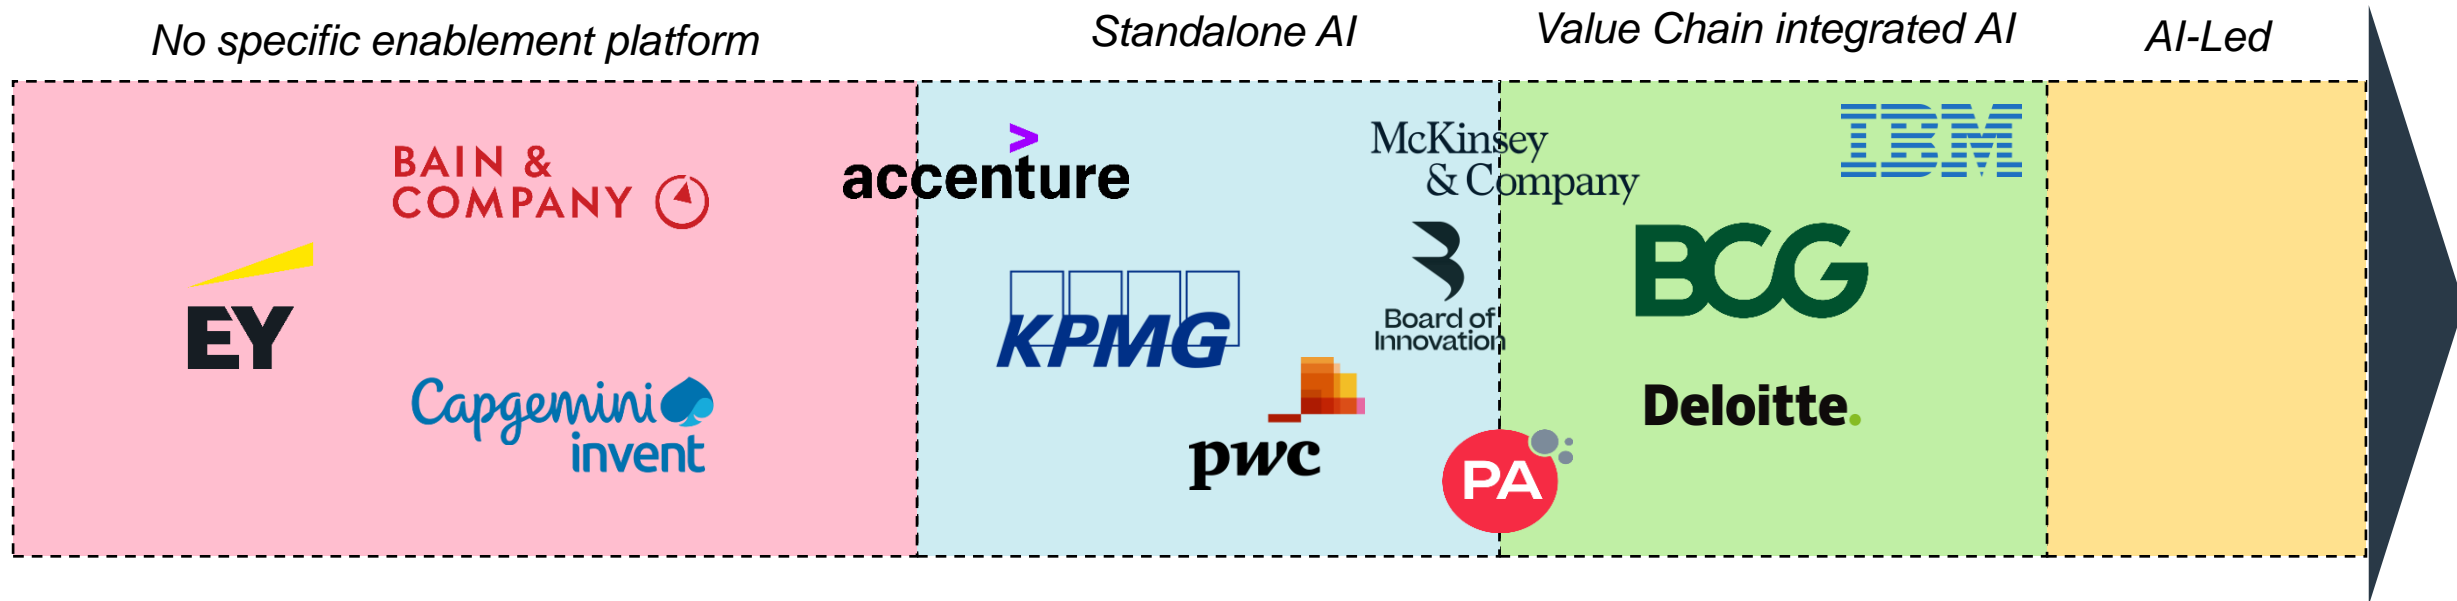 No specific enablement platform
Standalone AI
Value Chain integrated AI
AI-Led
BAIN &
COMPANY
EY
Capgemini
invent
accenture
KPMG
pwc
McKinsey
& Company
Board of
Innovation
PA
IBM
BCG
Deloitte.